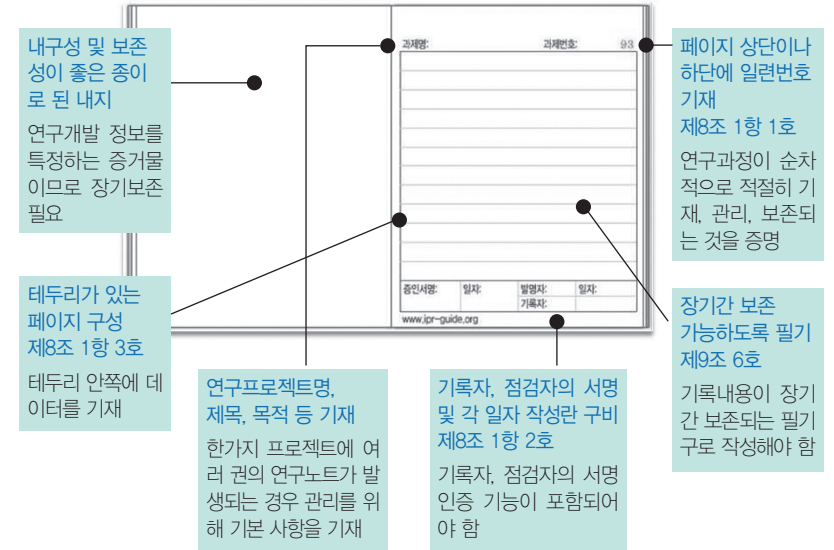 내구성 및 보존
성이 좋은 종이
로 된 내지
연구개발 정보를
특정하는 증거물
이므로 장기보존
필요
테두리가 있는
페이지 구성
제8조 1항 3호
테두리 안쪽에 데
이터를 기재
과제명: 과제번호: 93
증인서명: 일자: 발명자: 일자:
기록자:
www.ipr-guide.org
연구프로젝트명,
제목, 목적 등 기재
한가지 프로젝트에 여
러 권의 연구노트가 발
생되는 경우 관리를 위
해 기본 사항을 기재
기록자, 점검자의 서명
및 각 일자 작성란 구비
제8조 1항 2호
기록자, 점검자의 서명
인증 기능이 포함되어
야 함
페이지 상단이나
하단에 일련번호
기재
제8조 1항 1호
연구과정이 순차
적으로 적절히 기
재, 관리, 보존되
는 것을 증명
장기간 보존
가능하도록 필기
제9조 6호
기록내용이 장기
간 보존되는 필기
구로 작성해야 함